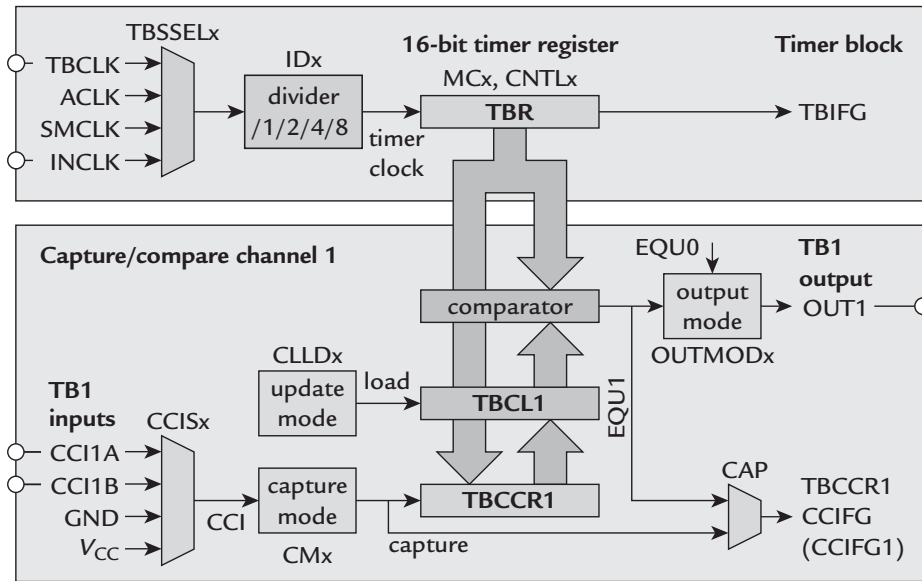 TBSSELx
TBCLK
ACLK
SMCLK
INCLK
IDx
divider
/1/2/4/8
timer
clock
16-bit timer register
MCx, CNTLx
TBR
Timer block
TBIFG
Capture/compare channel 1
EQU0
TB1
output
comparator
output
mode
OUT1
OUTMODx
CLLDx
update
mode
load
TBCL1
EQU1
TB1
inputs
CCISx
CCI1A
CCI1B
GND
VCC
CCI
capture
mode
CMx
TBCCR1
capture
CAP
TBCCR1
CCIFG
(CCIFG1)